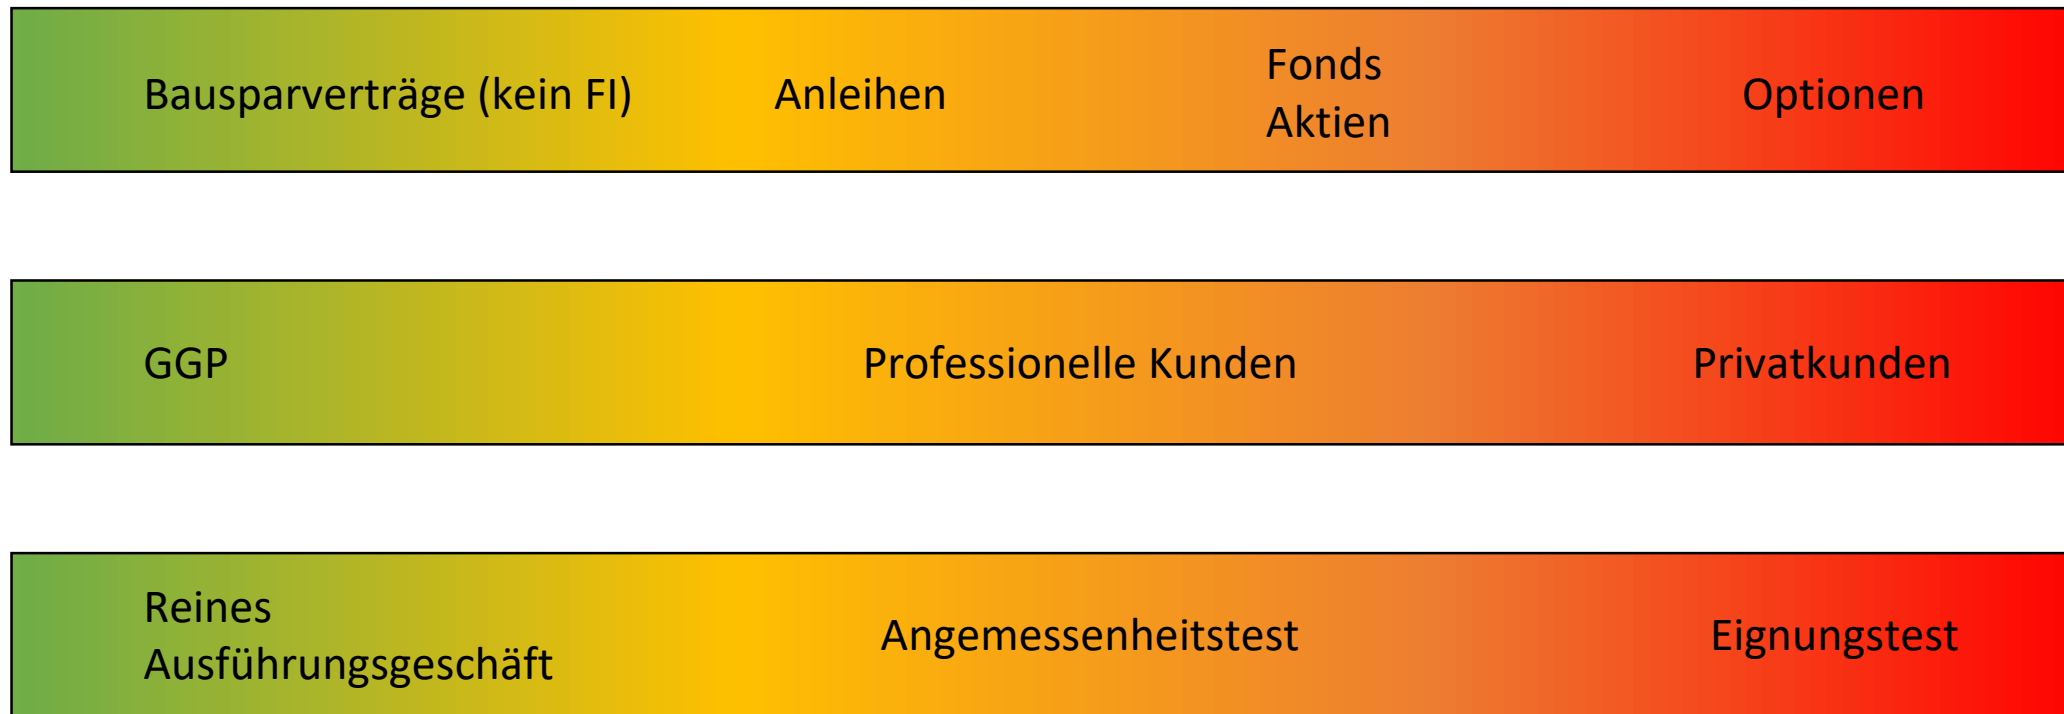 Bausparverträge (kein FI)
Anleihen
Fonds
Aktien
Optionen
GGP
Professionelle Kunden
Privatkunden
Reines
Ausführungsgeschäft
Angemessenheitstest
Eignungstest